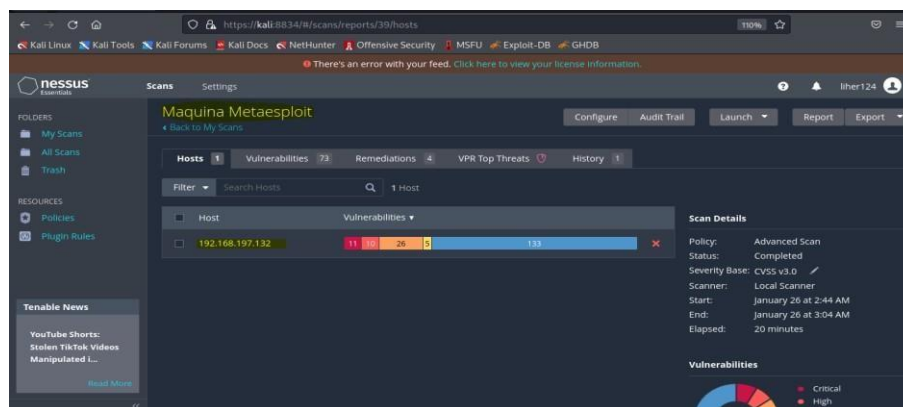 https://kali:8834/#/scans/reports/39/hosts
110%
Kali Linux Kali Tools Kali Forums Kali Docs NetHunter Offensive Security MSFU Exploit-DB GHDB
There's an error with your feed. Click here to view your license information.
nessus
Essentials
Scans Settings
liher124
FOLDERS
My Scans
All Scans
Trash
RESOURCES
Policies
Plugin Rules
Tenable News
YouTube Shorts:
Stolen TikTok Videos
Manipulated i...
Read More
Maquina Metaesploit
Back to My Scans
Configure Audit Trail Launch Report Export
Hosts 1 Vulnerabilities 73 Remediations 4 VPR Top Threats History 1
Filter Search Hosts 1 Host
Host Vulnerabilities
192.168.197.132 11 10 26 5 133
Scan Details
Policy: Advanced Scan
Status: Completed
Severity Base: CVSS v3.0
Scanner: Local Scanner
Start: January 26 at 2:44 AM
End: January 26 at 3:04 AM
Elapsed: 20 minutes
Vulnerabilities
Critical
High